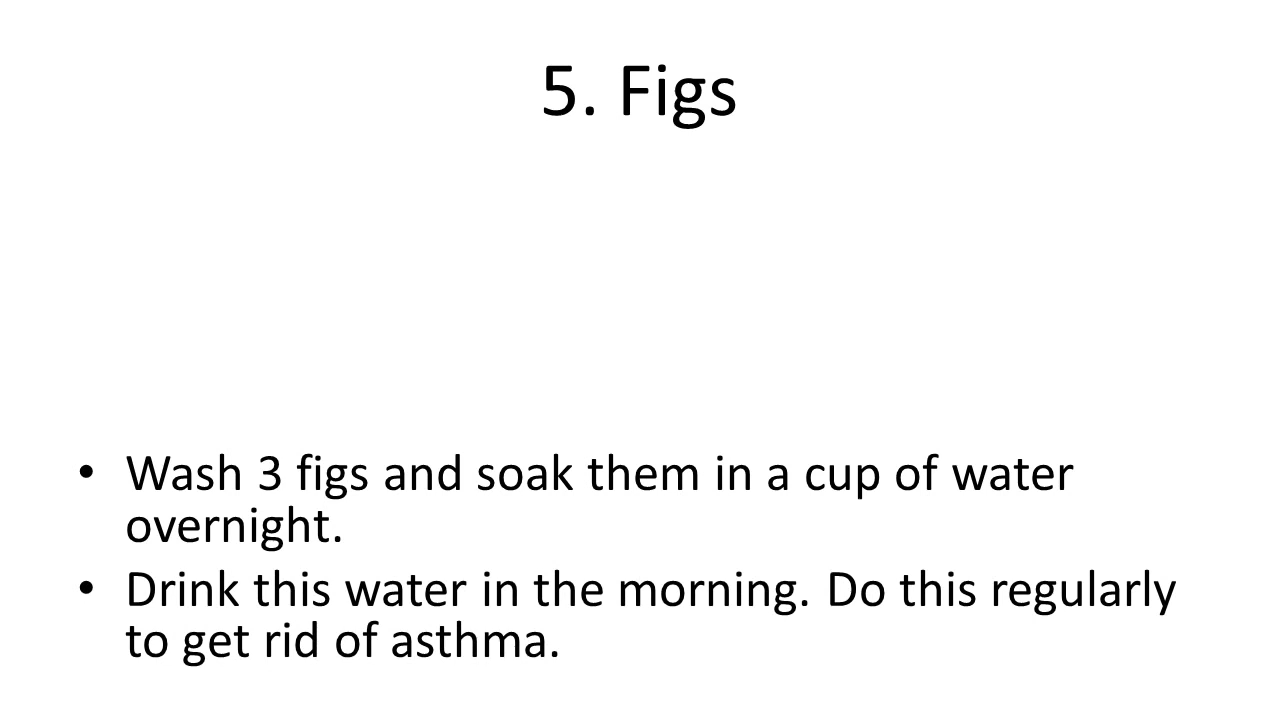 5. Figs
• Wash 3 figs and soak them in a cup of water
overnight.
• Drink this water in the morning. Do this regularly
to get rid of asthma.